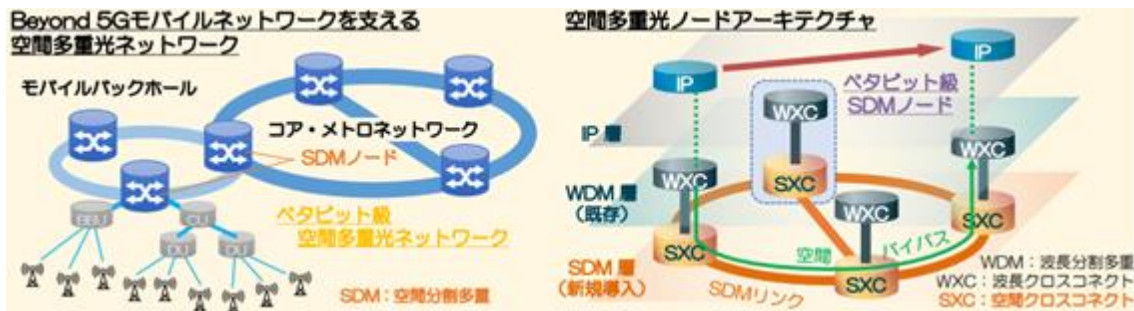 Beyond 5Gモバイルネットワークを支える
空間多重光ネットワーク
モバイルバックホール
コア・メトロネットワーク
SDMノード
BBU
CU
DU
DU
ペタビット級
空間多重光ネットワーク
SDM:空間分割多重
空間多重光ノードアーキテクチャ
IP
IP
ペタビット級
SDMノード
WXC
IP 層
WXC
WXC
WDM 層
(既存)
SXC
WXC
SXC
SXC
空間
バイパス
SDM 層
(新規導入)
SXC
SDMリンク
WDM:波長分割多重
WXC:波長クロスコネクト
SXC:空間クロスコネクト